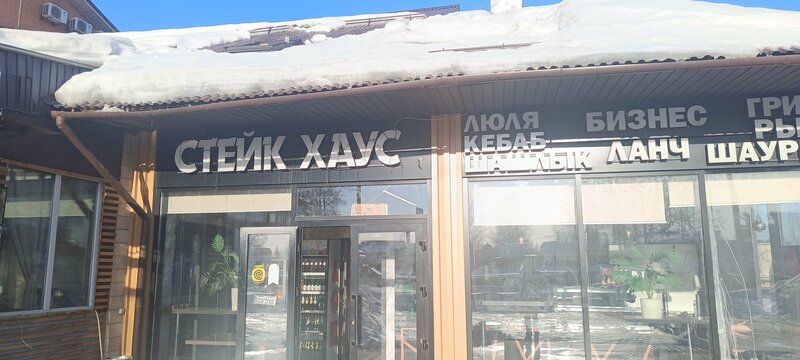 СТЕЙК ХАУС
ЛЮЛЯ
КЕБАБ
ШАШЛЫК
БИЗНЕС
ЛАНЧ